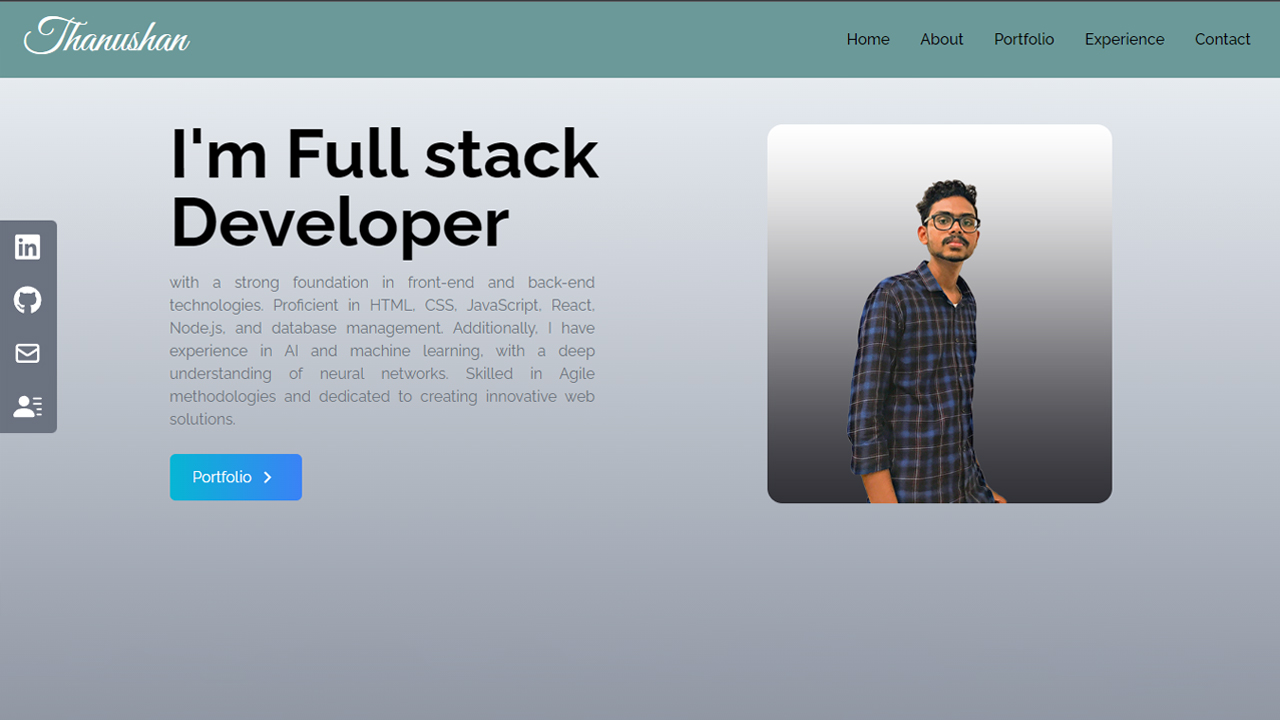 Thanushan
Home About Portfolio Experience Contact
I'm Full stack
Developer
with a strong foundation in front-end and back-end
technologies. Proficient in HTML, CSS, JavaScript, React,
Node.js, and database management. Additionally, I have
experience in AI and machine learning, with a deep
understanding of neural networks. Skilled in Agile
methodologies and dedicated to creating innovative web
solutions.
Portfolio
in